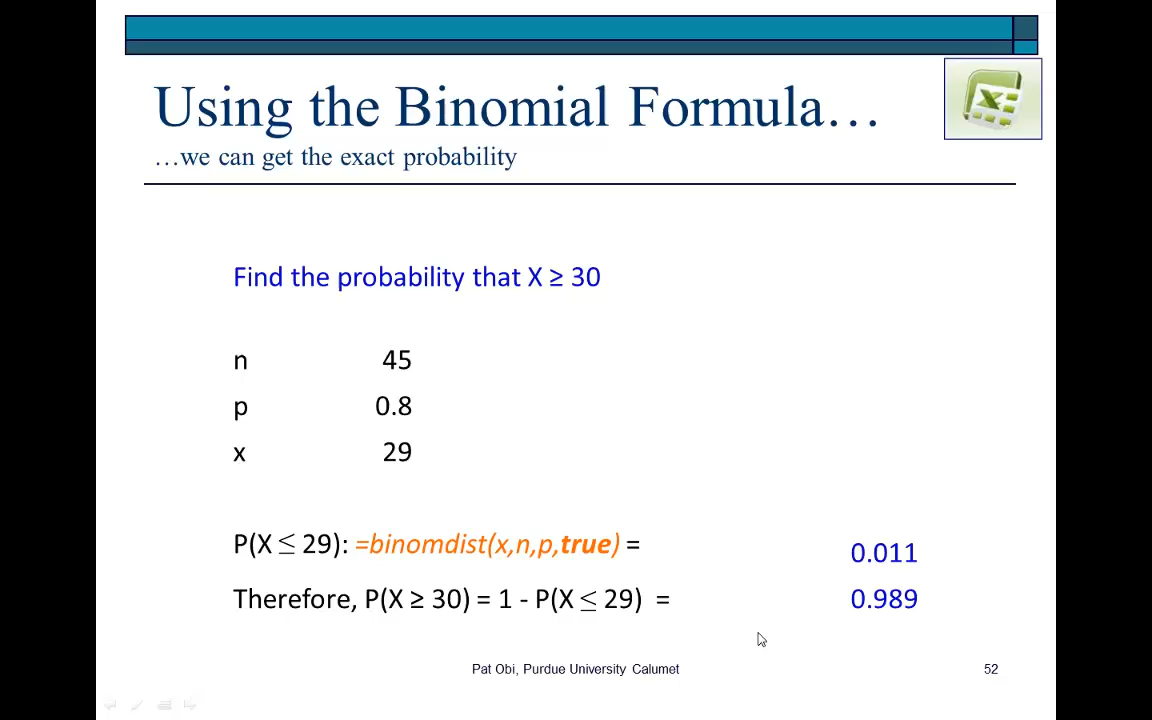 Using the Binomial Formula…
…we can get the exact probability
Find the probability that X ≥ 30
n 45
p 0.8
x 29
P(X ≤ 29): =binomdist(x,n,p,true) = 0.011
Therefore, P(X ≥ 30) = 1 - P(X ≤ 29) = 0.989
Pat Obi, Purdue University Calumet 52